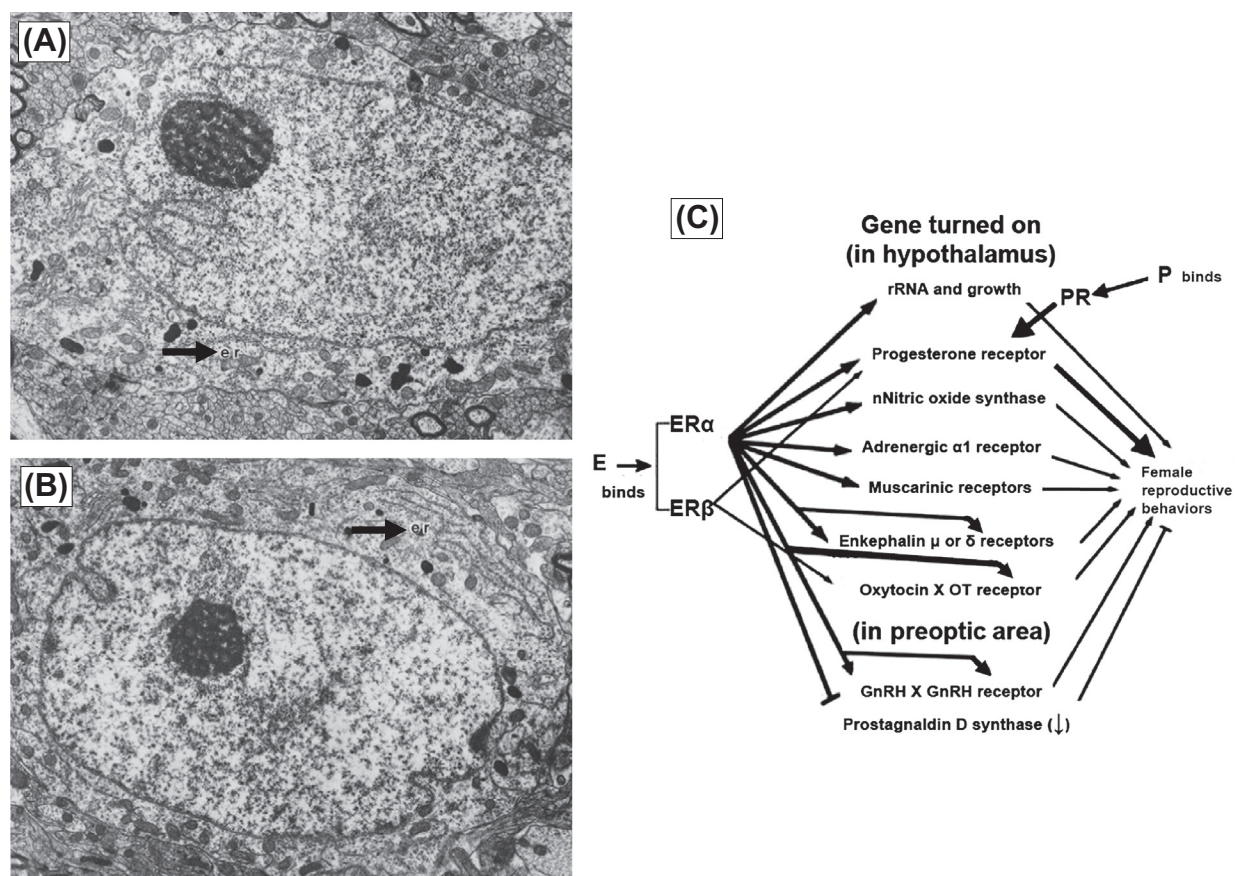 (A)
er
(B)
er
(C)
Gene turned on
(in hypothalamus)
rRNA and growth
P binds
PR
Progesterone receptor
nNitric oxide synthase
ERα
Adrenergic α1 receptor
E
binds
Female
reproductive
behaviors
Muscarinic receptors
ERβ
Enkephalin μ or δ receptors
Oxytocin X OT receptor
(in preoptic area)
GnRH X GnRH receptor
Prostagnaldin D synthase (↓)